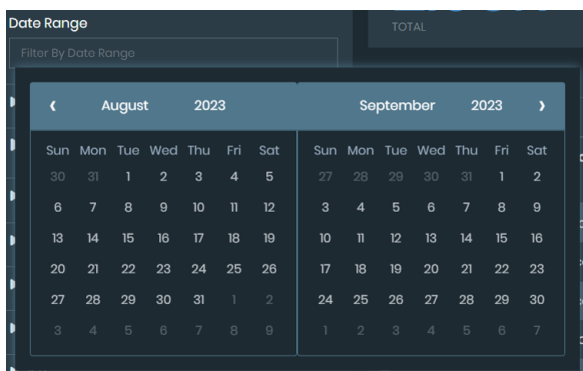 Date Range
TOTAL
Filter By Date Range
‹ August 2023
Sun Mon Tue Wed Thu Fri Sat
30 31 1 2 3 4 5
6 7 8 9 10 11 12
13 14 15 16 17 18 19
20 21 22 23 24 25 26
27 28 29 30 31 1 2
3 4 5 6 7 8 9
September 2023 ›
Sun Mon Tue Wed Thu Fri Sat
27 28 29 30 31 1 2
3 4 5 6 7 8 9
10 11 12 13 14 15 16
17 18 19 20 21 22 23
24 25 26 27 28 29 30
1 2 3 4 5 6 7